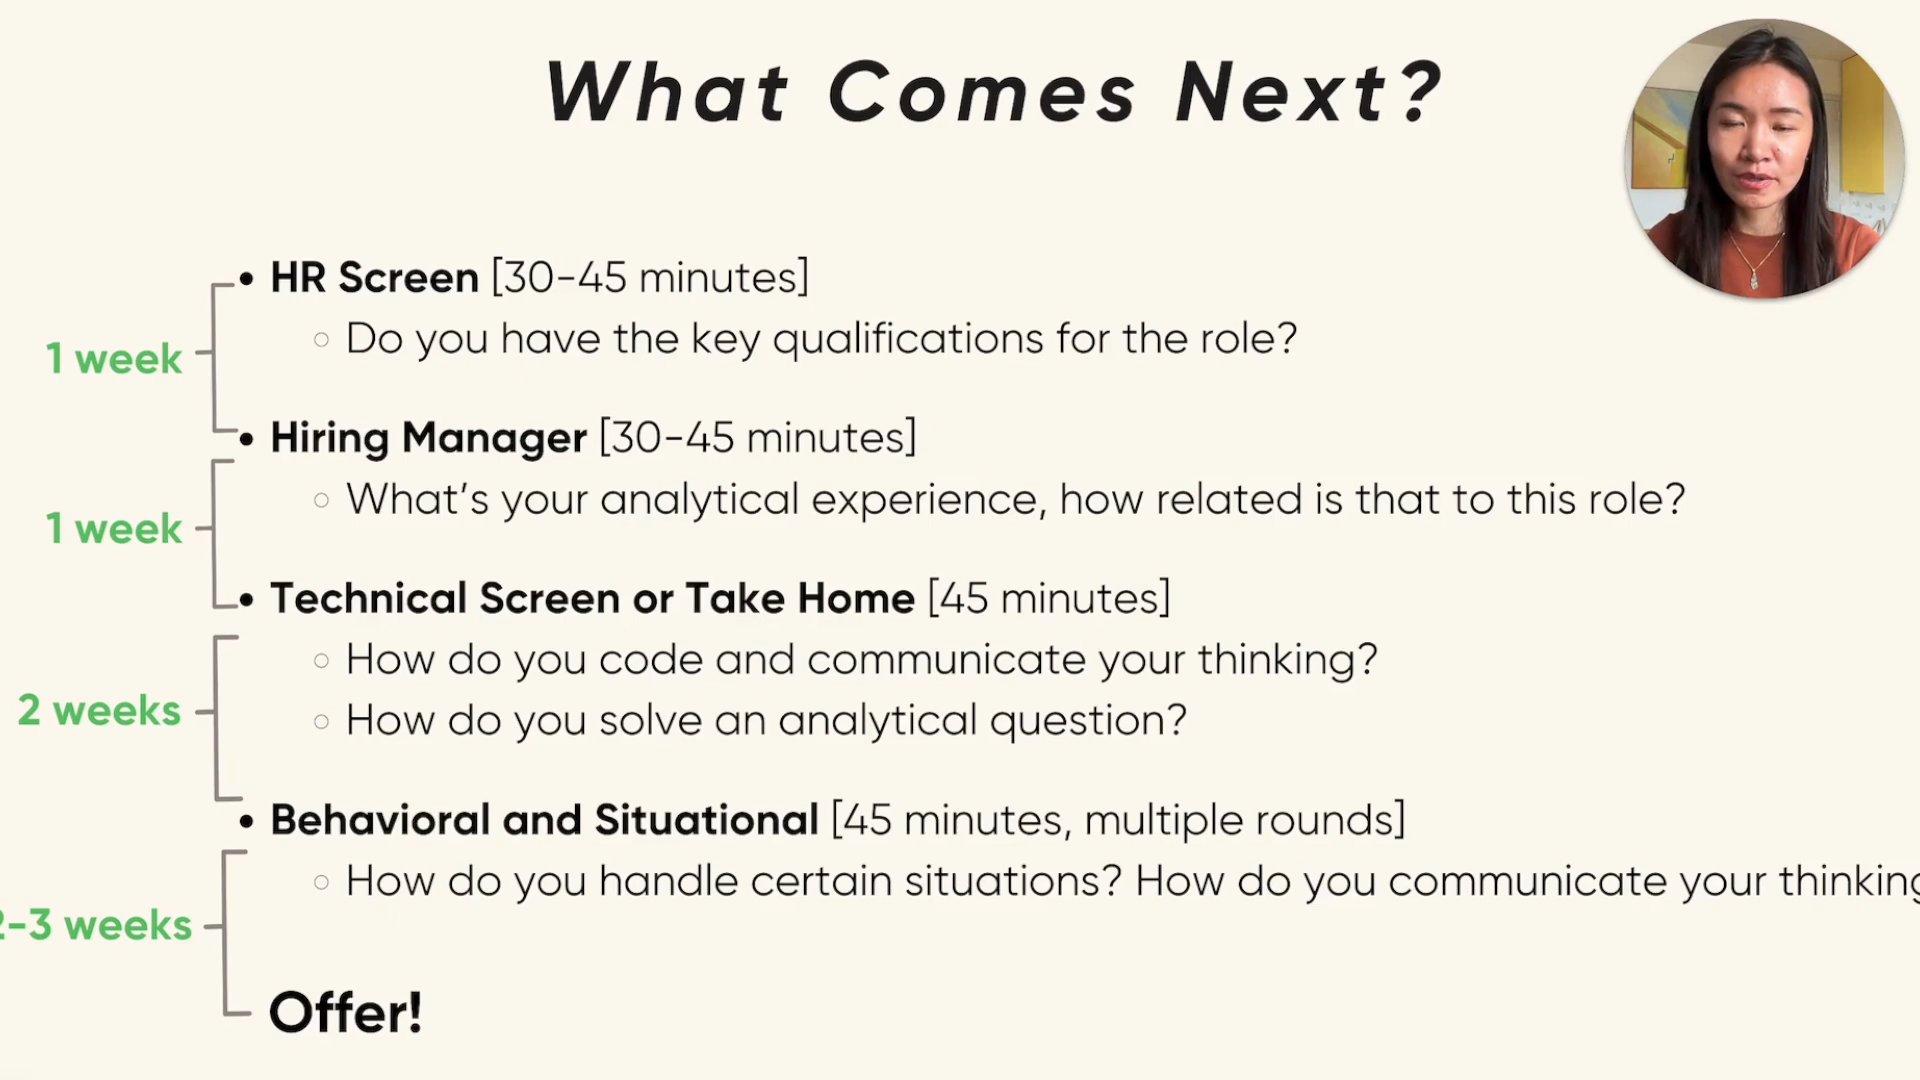 What Comes Next?
• HR Screen [30-45 minutes]
○ Do you have the key qualifications for the role?
1 week
• Hiring Manager [30-45 minutes]
○ What's your analytical experience, how related is that to this role?
1 week
• Technical Screen or Take Home [45 minutes]
○ How do you code and communicate your thinking?
2 weeks
○ How do you solve an analytical question?
• Behavioral and Situational [45 minutes, multiple rounds]
○ How do you handle certain situations? How do you communicate your thinking
2-3 weeks
Offer!